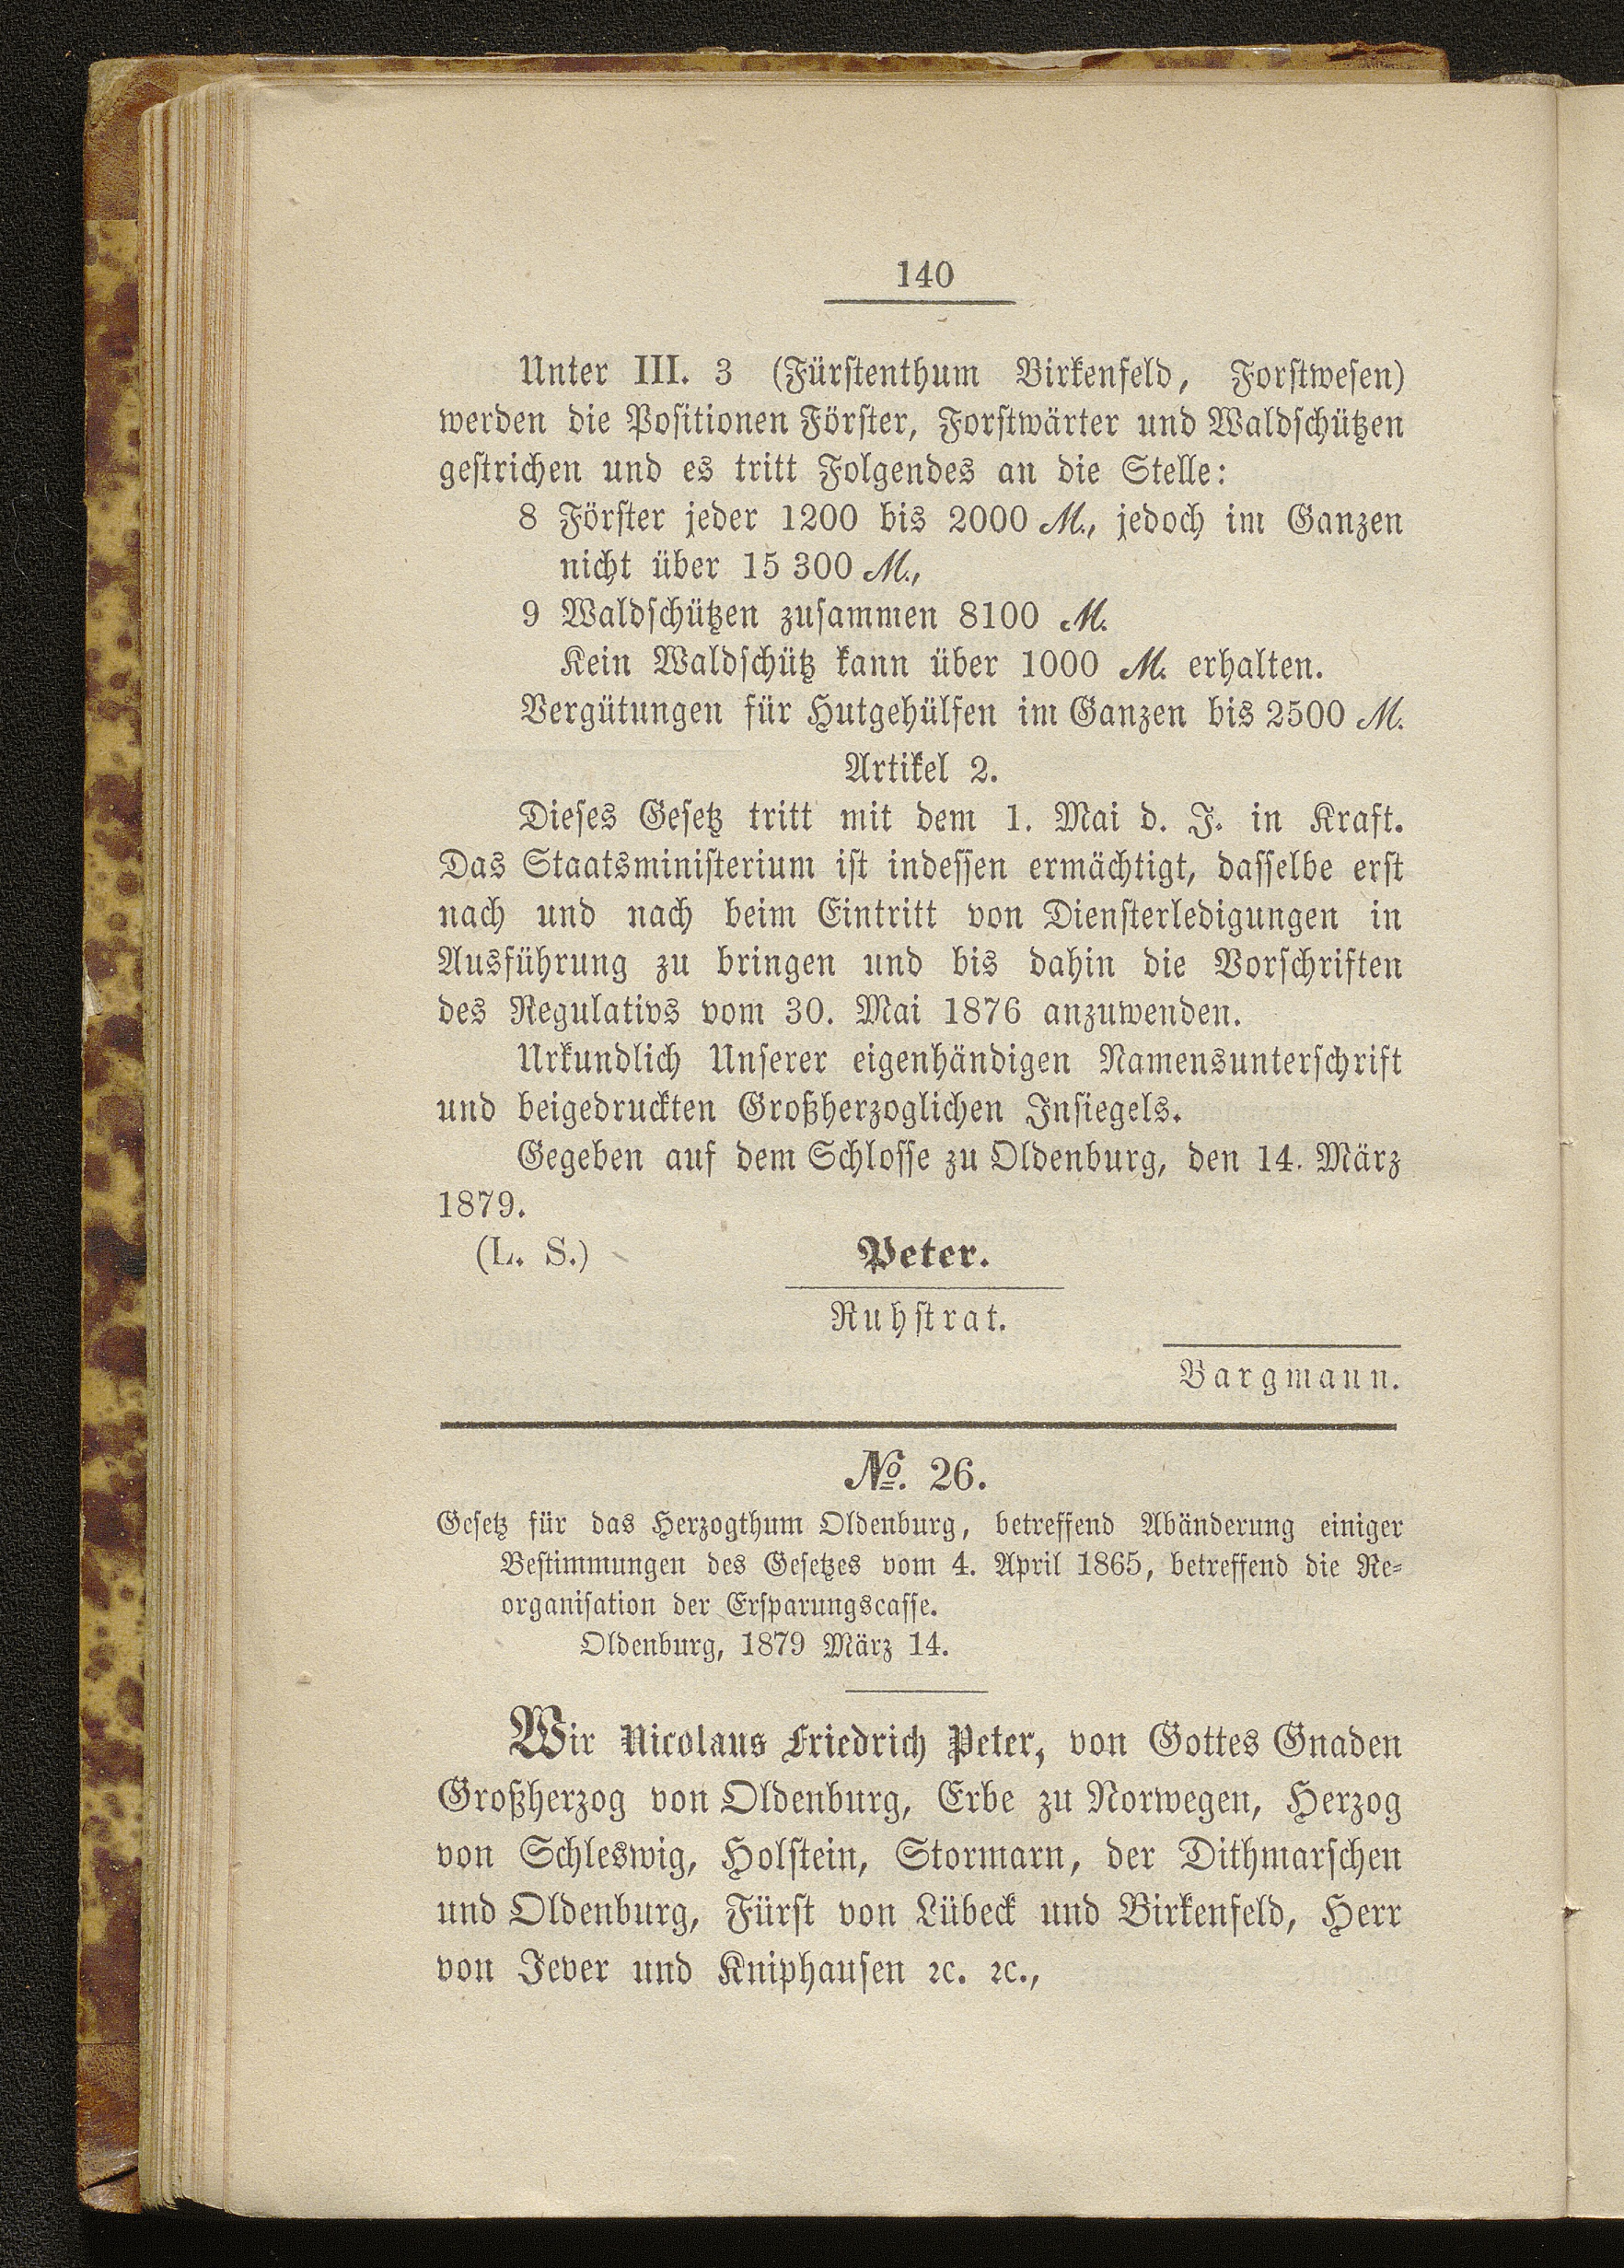 140
Unter III. 3 (Fürstenthum Birkenfeld, Forstwesen)
werden die Positionen Förster, Forstwärter und Waldschützen
gestrichen und es tritt Folgendes an die Stelle:
8 Förster jeder 1200 bis 2000 M., jedoch im Ganzen
nicht über 15 300 M.,
9 Waldschützen zusammen 8100 M.
Kein Waldschütz kann über 1000 M. erhalten.
Vergütungen für Hutgehülfen im Ganzen bis 2500 M.
Artikel 2.
Dieses Gesetz tritt mit dem 1. Mai d. J. in Kraft.
Das Staatsministerium ist indessen ermächtigt, dasselbe erst
nach und nach beim Eintritt von Diensterledigungen in
Ausführung zu bringen und bis dahin die Vorschriften
des Regulativs vom 30. Mai 1876 anzuwenden.
Urkundlich Unserer eigenhändigen Namensunterschrift
und beigedruckten Großherzoglichen Insiegels.
Gegeben auf dem Schlosse zu Oldenburg, den 14. März
1879.
(L. S.) Peter.
Ruhstrat.
Bargmann.
№. 26.
Gesetz für das Herzogthum Oldenburg, betreffend Abänderung einiger
Bestimmungen des Gesetzes vom 4. April 1865, betreffend die Re-
organisation der Ersparungscasse.
Oldenburg, 1879 März 14.
Wir Nicolaus Friedrich Peter, von Gottes Gnaden
Großherzog von Oldenburg, Erbe zu Norwegen, Herzog
von Schleswig, Holstein, Stormarn, der Dithmarschen
und Oldenburg, Fürst von Lübeck und Birkenfeld, Herr
von Jever und Kniphausen ꝛc. ꝛc.,